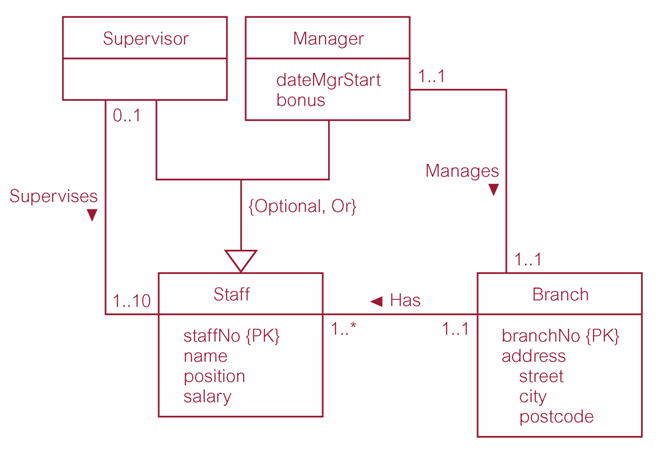 Supervisor
Manager
dateMgrStart
bonus
1..1
0..1
Supervises
▼
Manages
▼
{Optional, Or}
1..10
1..1
Staff
◄ Has
Branch
1..*
1..1
staffNo {PK}
name
position
salary
branchNo {PK}
address
street
city
postcode